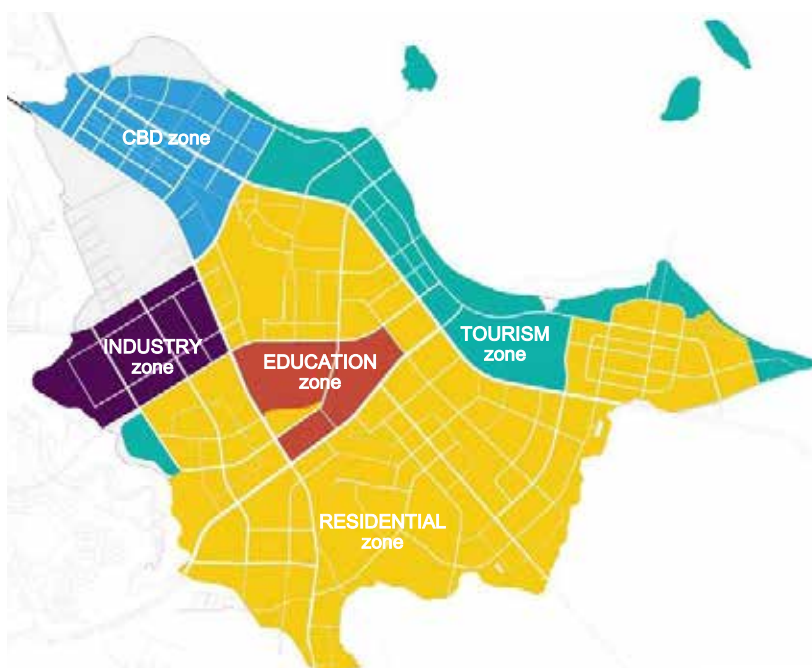 CBD zone
INDUSTRY
zone
EDUCATION
zone
TOURISM
zone
RESIDENTIAL
zone